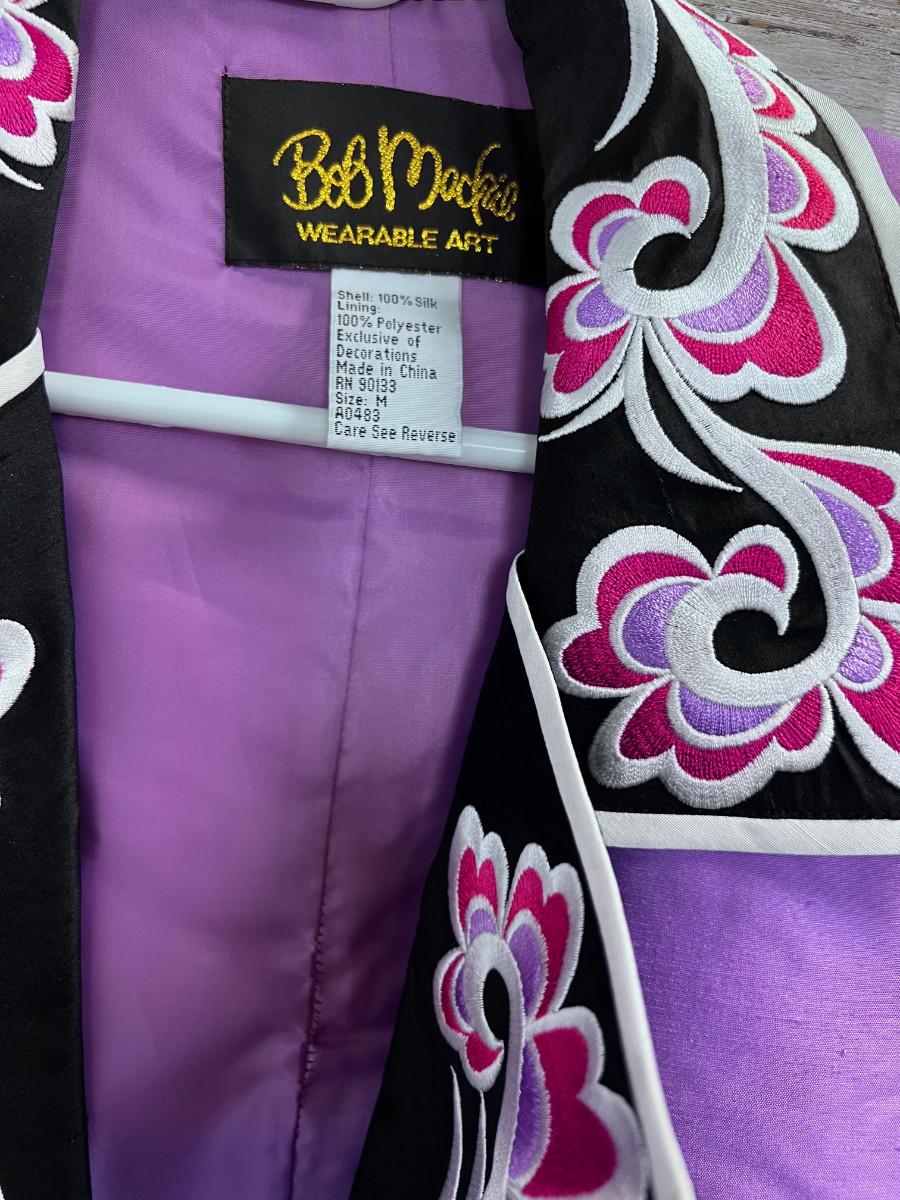 Bob Mackie
WEARABLE ART
Shell: 100% Silk
Lining:
100% Polyester
Exclusive of
Decorations
Made in China
RN 90133
Size: M
A0483
Care See Reverse